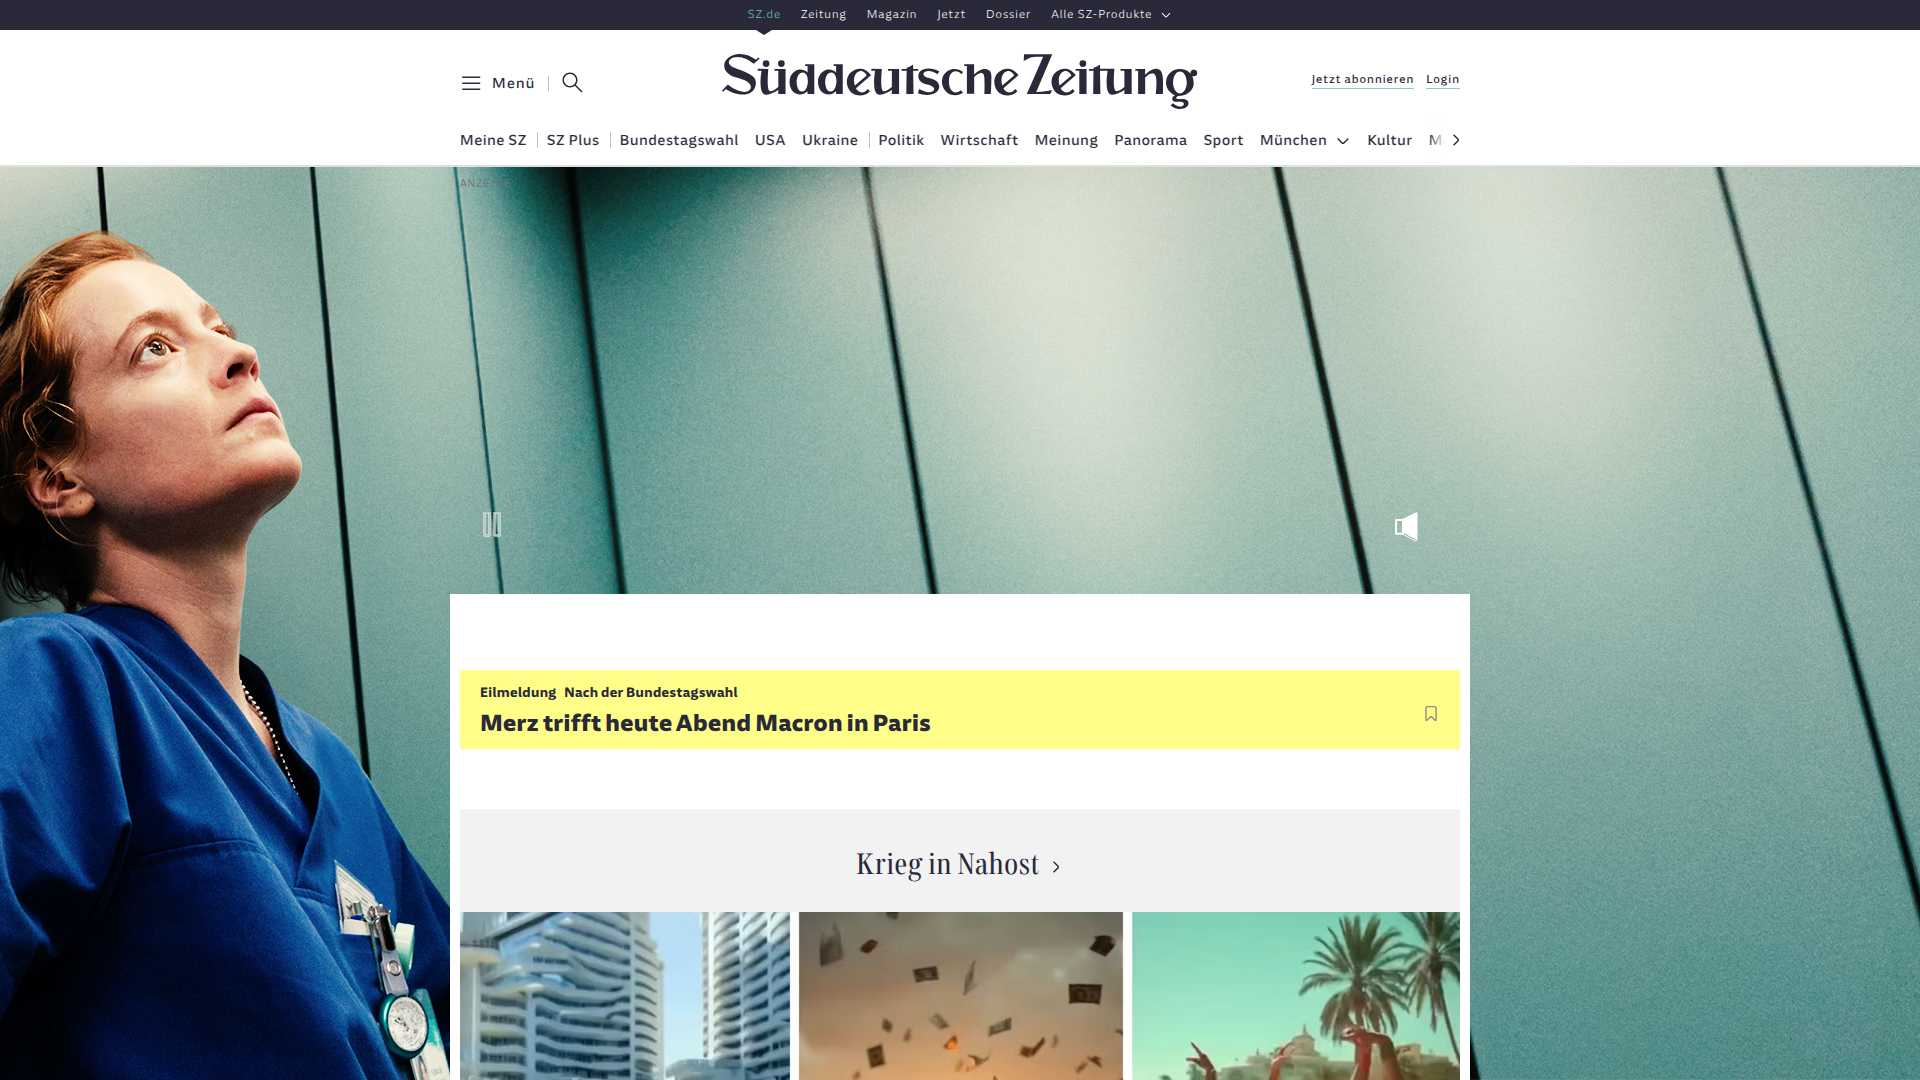 SZ.de Zeitung Magazin Jetzt Dossier Alle SZ-Produkte
Menü
Süddeutsche Zeitung
Jetzt abonnieren Login
Meine SZ SZ Plus Bundestagswahl USA Ukraine Politik Wirtschaft Meinung Panorama Sport München Kultur M
Eilmeldung Nach der Bundestagswahl
Merz trifft heute Abend Macron in Paris
Krieg in Nahost